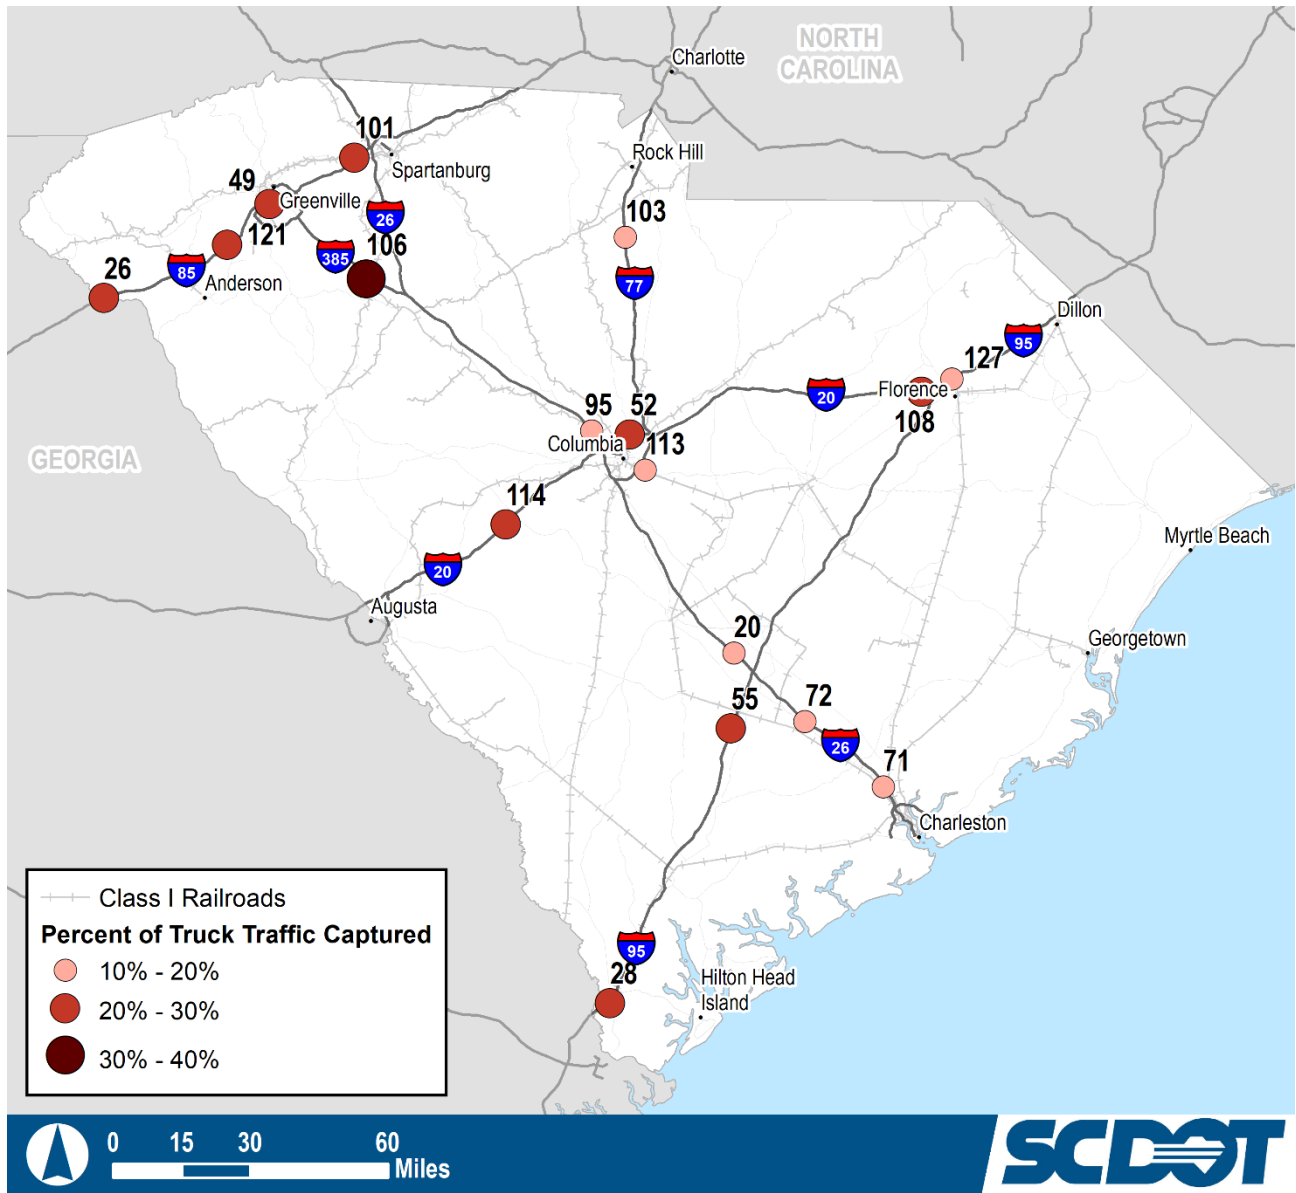 NORTH
CAROLINA
Charlotte
101
Spartanburg
Rock Hill
49
Greenville
26
103
121
106
385
26
85
77
Anderson
Dillon
127
95
Florence
20
108
95
52
Columbia
113
GEORGIA
114
20
Myrtle Beach
Augusta
20
Georgetown
55
72
26
71
Charleston
95
28
Hilton Head
Island
Class I Railroads
Percent of Truck Traffic Captured
10% - 20%
20% - 30%
30% - 40%
0 15 30 60
Miles
SCDOT